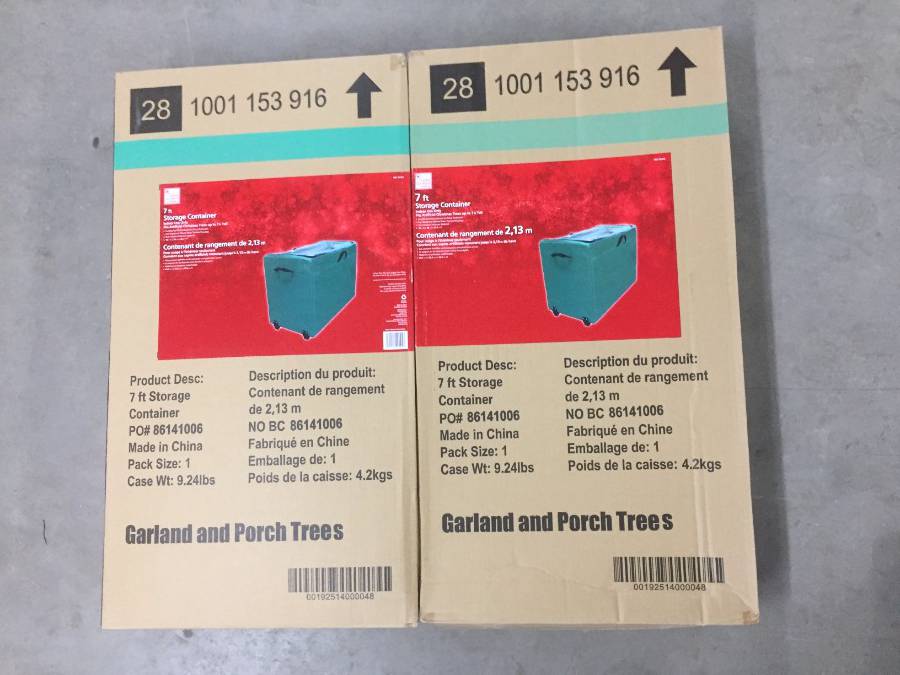 28 1001 153 916
7 ft
Storage Container
Contenant de rangement de 2,13 m
Product Desc:
7 ft Storage
Container
PO# 86141006
Made in China
Pack Size: 1
Case Wt: 9.24lbs
Description du produit:
Contenant de rangement
de 2,13 m
NO BC 86141006
Fabriqué en Chine
Emballage de: 1
Poids de la caisse: 4.2kgs
Garland and Porch Trees
00192514000048
28 1001 153 916
7 ft
Storage Container
Contenant de rangement de 2,13 m
Product Desc:
7 ft Storage
Container
PO# 86141006
Made in China
Pack Size: 1
Case Wt: 9.24lbs
Description du produit:
Contenant de rangement
de 2,13 m
NO BC 86141006
Fabriqué en Chine
Emballage de: 1
Poids de la caisse: 4.2kgs
Garland and Porch Trees
00192514000048